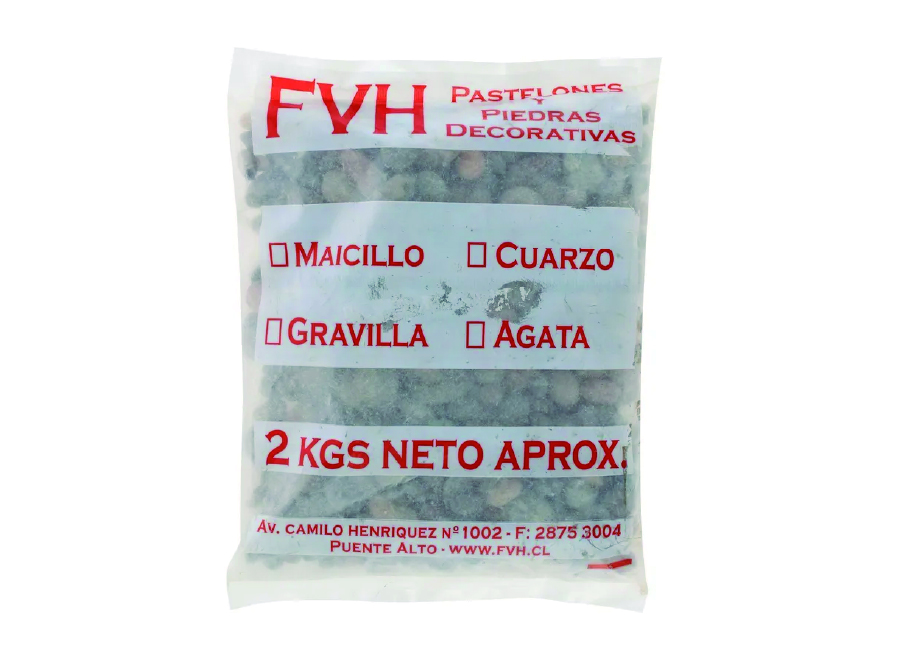 FVH
PASTELONES
Y
PIEDRAS
DECORATIVAS
☐ MAICILLO ☐ CUARZO
☐ GRAVILLA ☐ AGATA
2 KGS NETO APROX.
AV. CAMILO HENRIQUEZ Nº 1002 - F: 2875 3004
PUENTE ALTO · WWW.FVH.CL